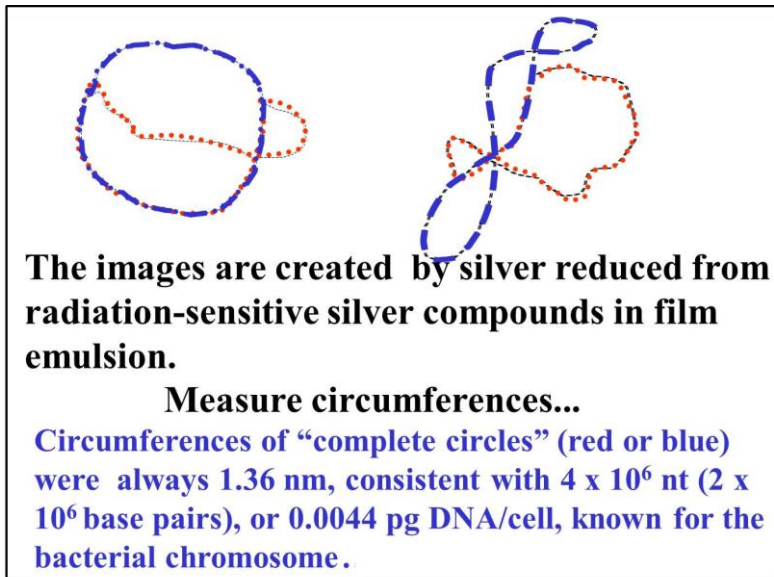 The images are created by silver reduced from
radiation-sensitive silver compounds in film
emulsion.
Measure circumferences...
Circumferences of “complete circles” (red or blue)
were always 1.36 nm, consistent with 4 x 10⁶ nt (2 x
10⁶ base pairs), or 0.0044 pg DNA/cell, known for the
bacterial chromosome.